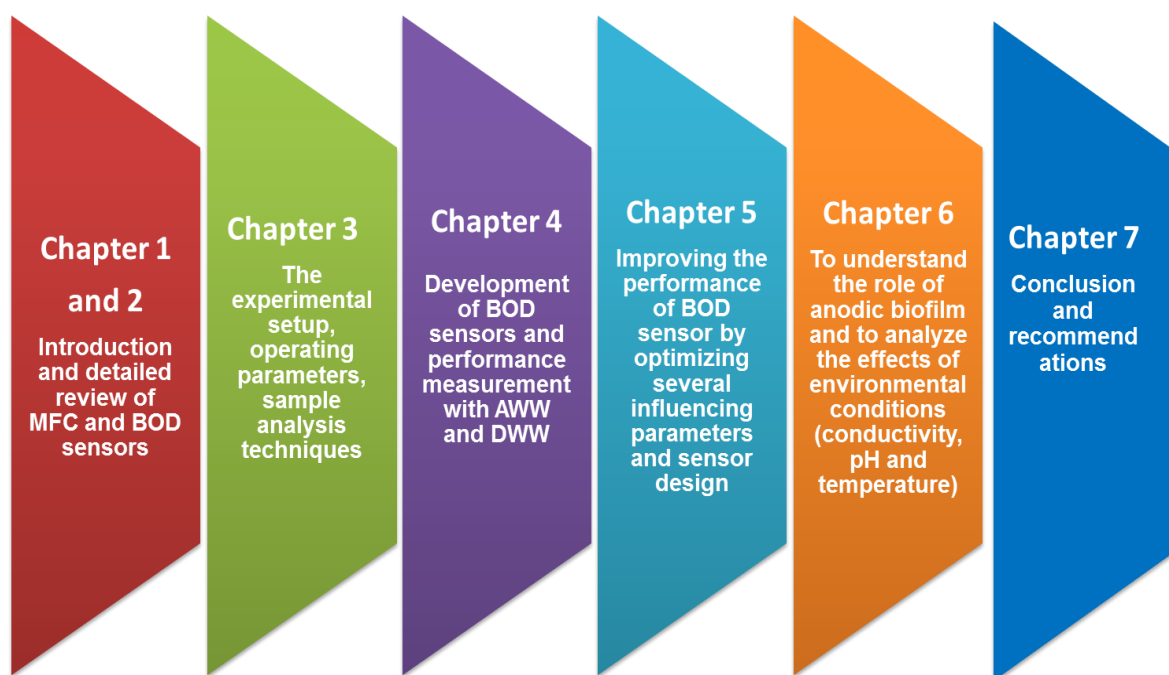 Chapter 1
and 2
Introduction
and detailed
review of
MFC and BOD
sensors
Chapter 3
The
experimental
setup,
operating
parameters,
sample
analysis
techniques
Chapter 4
Development
of BOD
sensors and
performance
measurement
with AWW
and DWW
Chapter 5
Improving the
performance
of BOD
sensor by
optimizing
several
influencing
parameters
and sensor
design
Chapter 6
To understand
the role of
anodic biofilm
and to analyze
the effects of
environmental
conditions
(conductivity,
pH and
temperature)
Chapter 7
Conclusion
and
recommend
ations